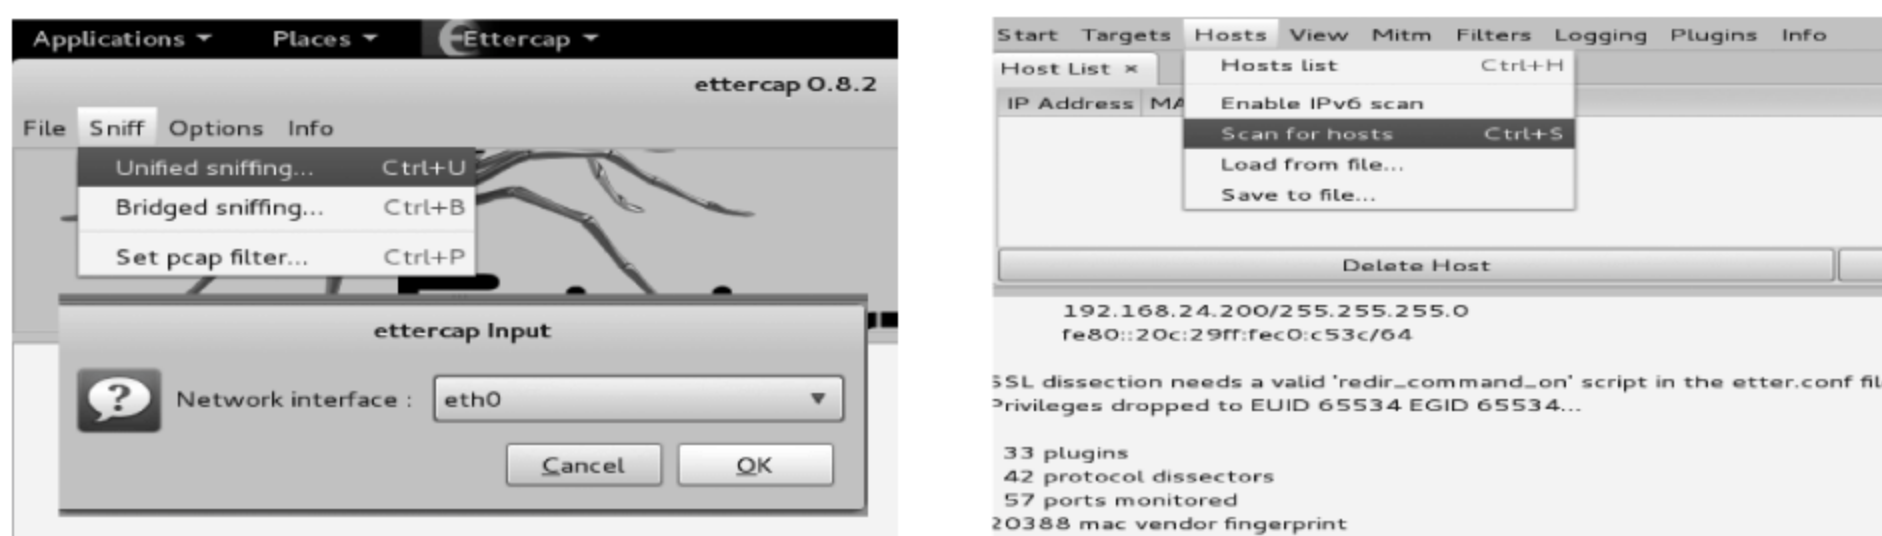 Applications Places Ettercap
ettercap 0.8.2
File Sniff Options Info
Unified sniffing... Ctrl+U
Bridged sniffing... Ctrl+B
Set pcap filter... Ctrl+P
ettercap Input
Network interface : eth0
Cancel OK
Start Targets Hosts View Mitm Filters Logging Plugins Info
Host List ×
Hosts list Ctrl+H
IP Address MA
Enable IPv6 scan
Scan for hosts Ctrl+S
Load from file...
Save to file...
Delete Host
192.168.24.200/255.255.255.0
fe80::20c:29ff:fec0:c53c/64
SSL dissection needs a valid 'redir_command_on' script in the etter.conf fil
Privileges dropped to EUID 65534 EGID 65534...
33 plugins
42 protocol dissectors
57 ports monitored
20388 mac vendor fingerprint